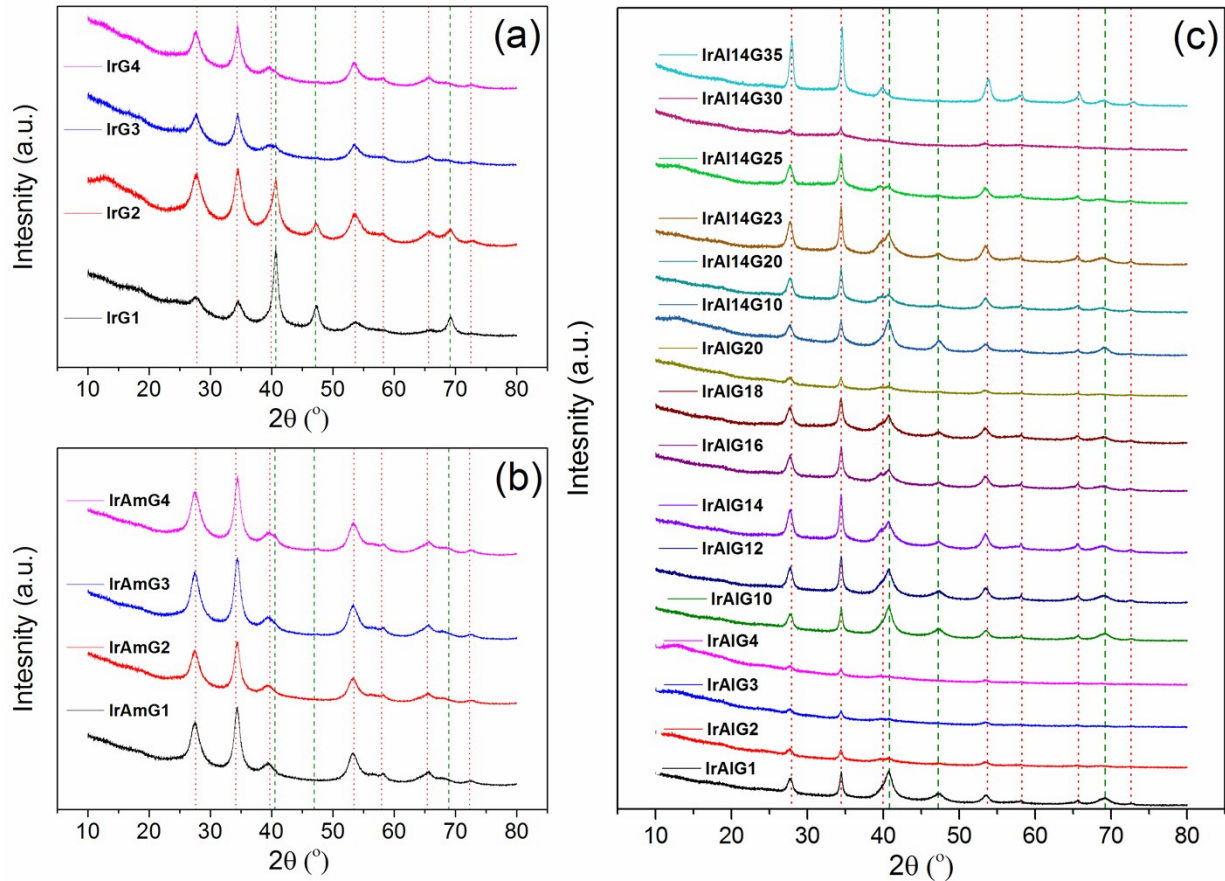 (a)
IrG4
IrG3
IrG2
IrG1
Intesnity (a.u.)
10 20 30 40 50 60 70 80
2θ (°)
(b)
IrAmG4
IrAmG3
IrAmG2
IrAmG1
Intesnity (a.u.)
10 20 30 40 50 60 70 80
2θ (°)
(c)
IrAl14G35
IrAl14G30
IrAl14G25
IrAl14G23
IrAl14G20
IrAl14G10
IrAlG20
IrAlG18
IrAlG16
IrAlG14
IrAlG12
IrAlG10
IrAlG4
IrAlG3
IrAlG2
IrAlG1
Intesnity (a.u.)
10 20 30 40 50 60 70 80
2θ (°)